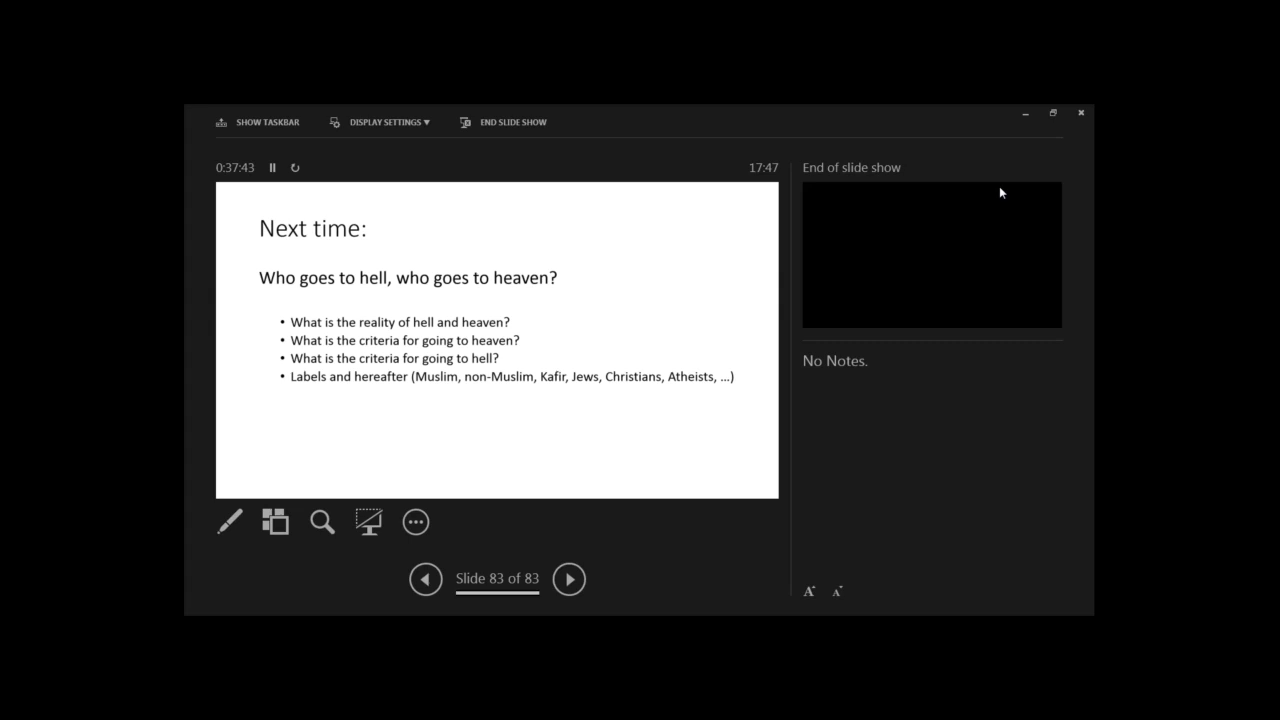 SHOW TASKBAR
DISPLAY SETTINGS ▼
END SLIDE SHOW
0:37:43
17:47
End of slide show
Next time:
Who goes to hell, who goes to heaven?
• What is the reality of hell and heaven?
• What is the criteria for going to heaven?
• What is the criteria for going to hell?
• Labels and hereafter (Muslim, non-Muslim, Kafir, Jews, Christians, Atheists, ...)
No Notes.
Slide 83 of 83
A A